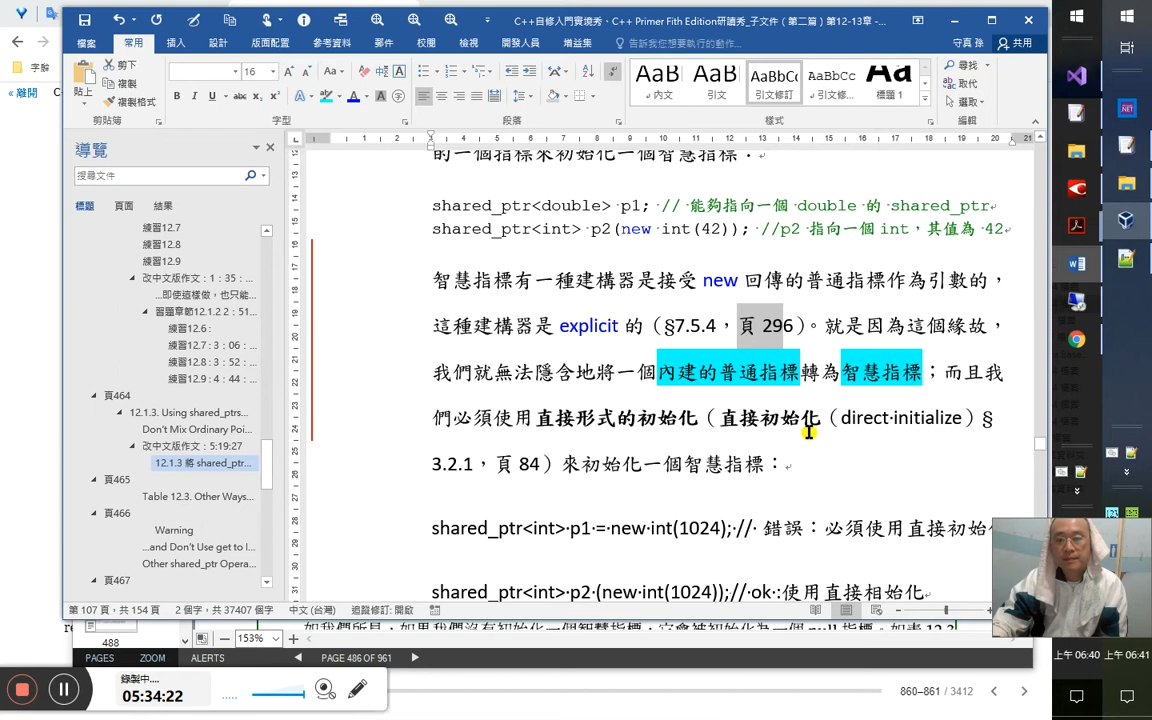 C++自修入門實境秀、C++ Primer Fith Edition研讀秀_子文件（第二篇）第12-13章 -...
檔案
常用
插入
設計
版面配置
參考資料
郵件
校閱
檢視
開發人員
增益集
告訴我您想要執行的動作...
守真 孫
共用
字齡
« 離開
貼上
剪下
複製
複製格式
16
Aa
B I U abc x₂ x²
A
AaBbC
內文
AaBbC
引文
AaBbCc
引文修訂
AaBbCc
引文修...
AaBb
標題 1
尋找
取代
選取
編輯
剪貼簿
字型
段落
樣式
導覽
搜尋文件
標題
頁面
結果
練習12.7
練習12.8
練習12.9
改中文版作文：1：35：...
...即使這樣做，也只能...
習題章節12.1.2 2：51...
練習12.6 :
練習12.7 : 3：06...
練習12.8 : 3：52...
練習12.9 : 4：44...
頁464
12.1.3. Using shared_ptrs...
Don't Mix Ordinary Poi...
改中文版作文：5:19:27
12.1.3 將 shared_ptr...
頁465
Table 12.3. Other Ways...
頁466
Warning
...and Don't Use get to I...
Other shared_ptr Opera...
頁467
的一個指標來初始化一個智慧指標：
shared_ptr<double> p1; // 能夠指向一個 double 的 shared_ptr
shared_ptr<int> p2(new int(42)); //p2 指向一個 int，其值為 42
智慧指標有一種建構器是接受 new 回傳的普通指標作為引數的，
這種建構器是 explicit 的（§7.5.4，頁 296）。就是因為這個緣故，
我們就無法隱含地將一個內建的普通指標轉為智慧指標；而且我
們必須使用直接形式的初始化（直接初始化（direct initialize）§
3.2.1，頁 84）來初始化一個智慧指標：
shared_ptr<int> p1 = new int(1024); // 錯誤：必須使用直接初始
shared_ptr<int> p2 (new int(1024));// ok :使用直接相始化
第 107 頁，共 154 頁
2 個字，共 37407 個字
中文 (台灣)
追蹤修訂: 開啟
488
153%
PAGES
ZOOM
ALERTS
PAGE 486 OF 961
860–861 / 3412
錄製中...
05:34:22
上午 06:40
上午 06:41